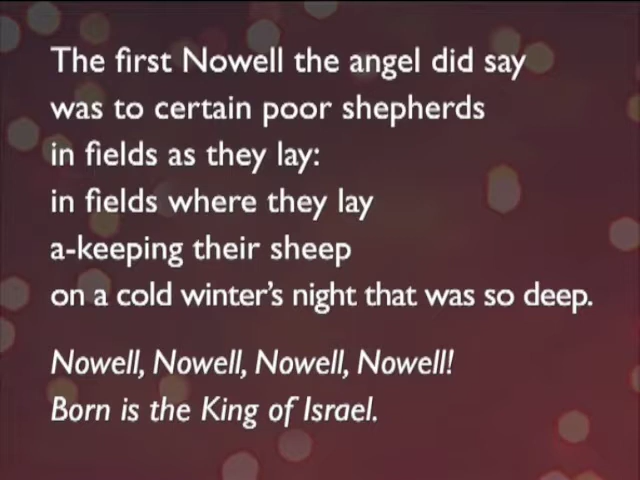 The first Nowell the angel did say
was to certain poor shepherds
in fields as they lay:
in fields where they lay
a-keeping their sheep
on a cold winter's night that was so deep.
Nowell, Nowell, Nowell, Nowell!
Born is the King of Israel.